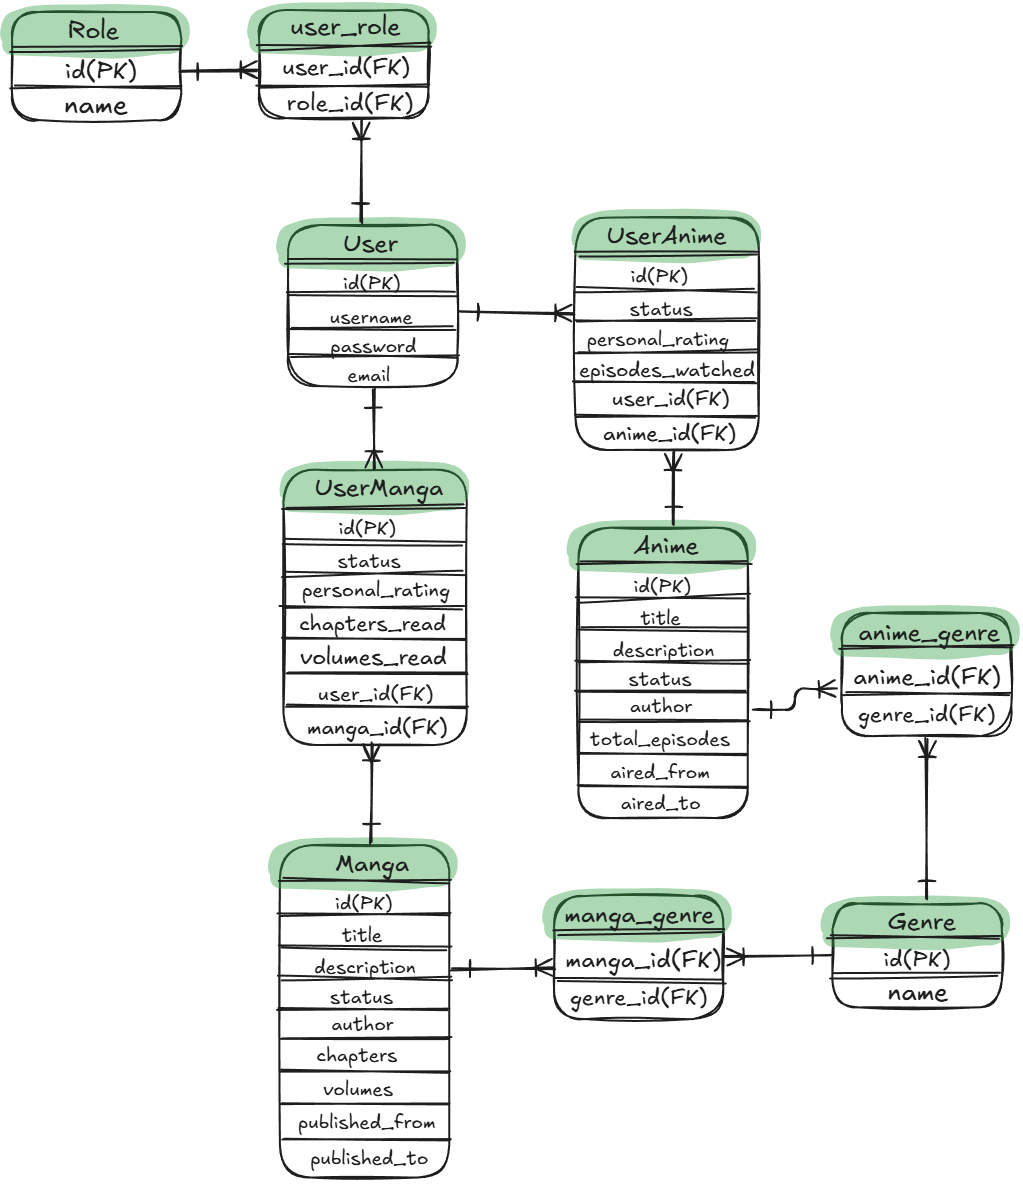 Role
id(PK)
name
user_role
user_id(FK)
role_id(FK)
User
id(PK)
username
password
email
UserAnime
id(PK)
status
personal_rating
episodes_watched
user_id(FK)
anime_id(FK)
UserManga
id(PK)
status
personal_rating
chapters_read
volumes_read
user_id(FK)
manga_id(FK)
Anime
id(PK)
title
description
status
author
total_episodes
aired_from
aired_to
anime_genre
anime_id(FK)
genre_id(FK)
Manga
id(PK)
title
description
status
author
chapters
volumes
published_from
published_to
manga_genre
manga_id(FK)
genre_id(FK)
Genre
id(PK)
name